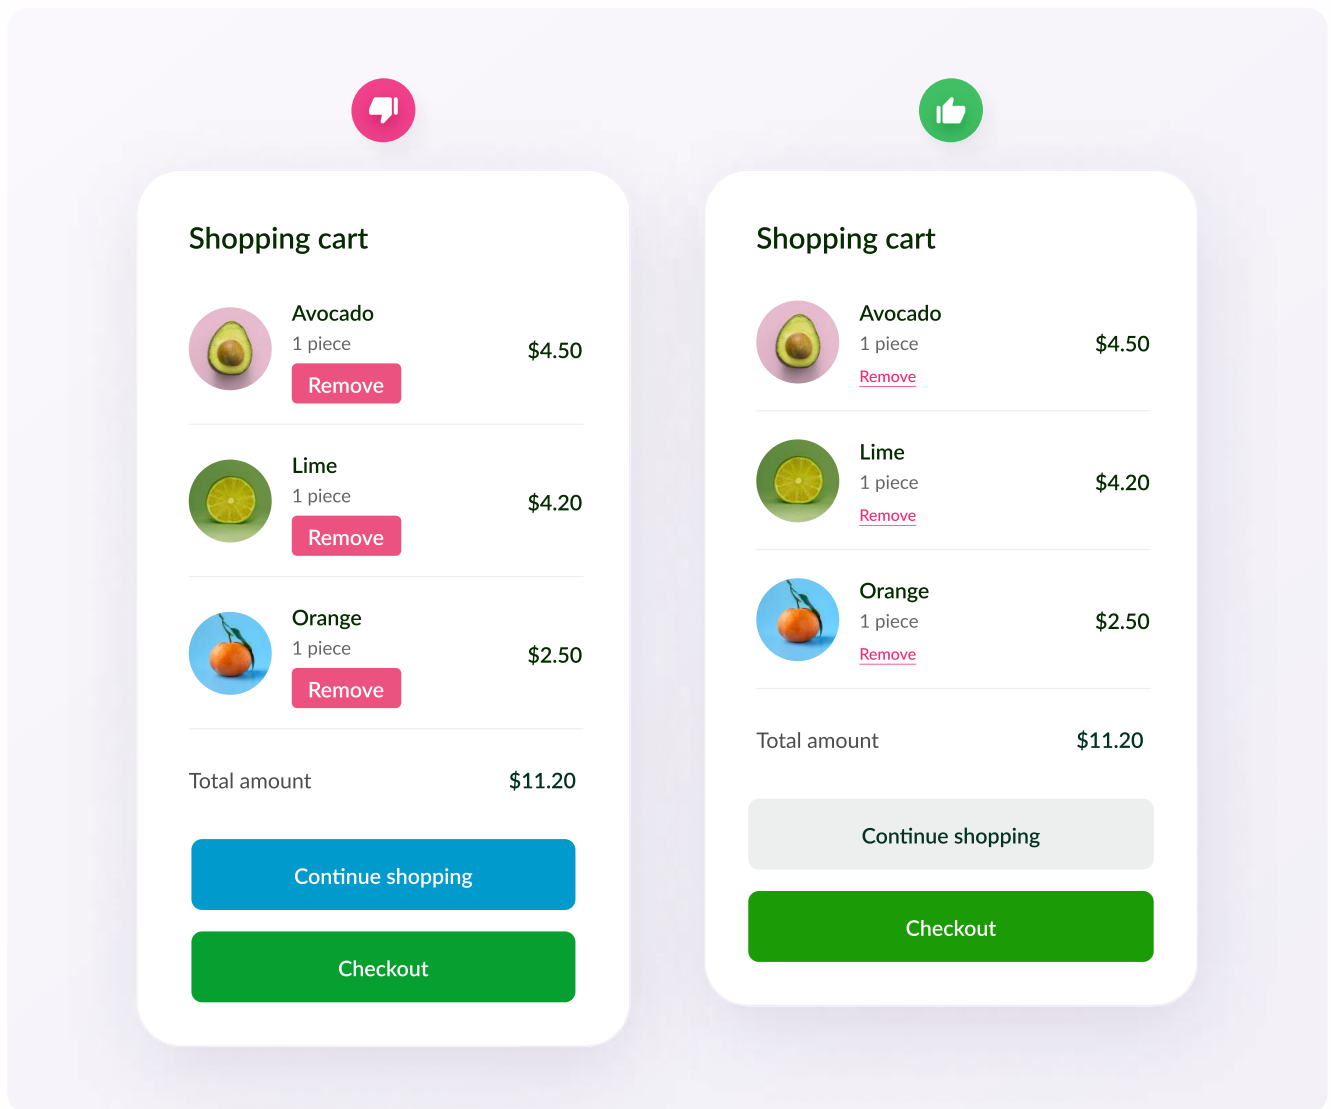 Shopping cart
Avocado
1 piece
$4.50
Remove
Lime
1 piece
$4.20
Remove
Orange
1 piece
$2.50
Remove
Total amount
$11.20
Continue shopping
Checkout
Shopping cart
Avocado
1 piece
$4.50
Remove
Lime
1 piece
$4.20
Remove
Orange
1 piece
$2.50
Remove
Total amount
$11.20
Continue shopping
Checkout